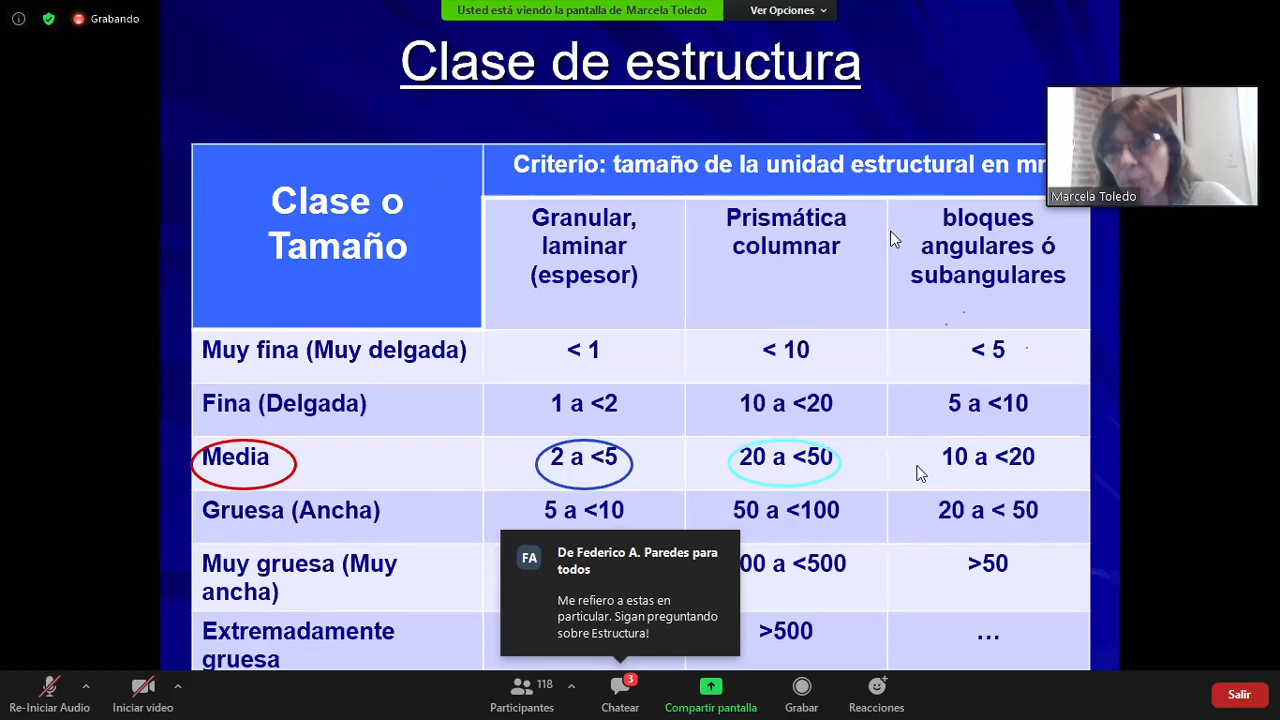 Grabando
Usted está viendo la pantalla de Marcela Toledo
Ver Opciones
Clase de estructura
Clase o
Tamaño
Criterio: tamaño de la unidad estructural en
Marcela Toledo
Granular,
laminar
(espesor)
Prismática
columnar
bloques
angulares ó
subangulares
Muy fina (Muy delgada)
< 1
< 10
< 5
Fina (Delgada)
1 a <2
10 a <20
5 a <10
Media
2 a <5
20 a <50
10 a <20
Gruesa (Ancha)
5 a <10
50 a <100
20 a < 50
Muy gruesa (Muy
ancha)
00 a <500
>50
Extremadamente
gruesa
>500
…
FA
De Federico A. Paredes para
todos
Me refiero a estas en
particular. Sigan preguntando
sobre Estructura!
Re-Iniciar Audio
Iniciar video
118
Participantes
3
Chatear
Compartir pantalla
Grabar
Reacciones
Salir